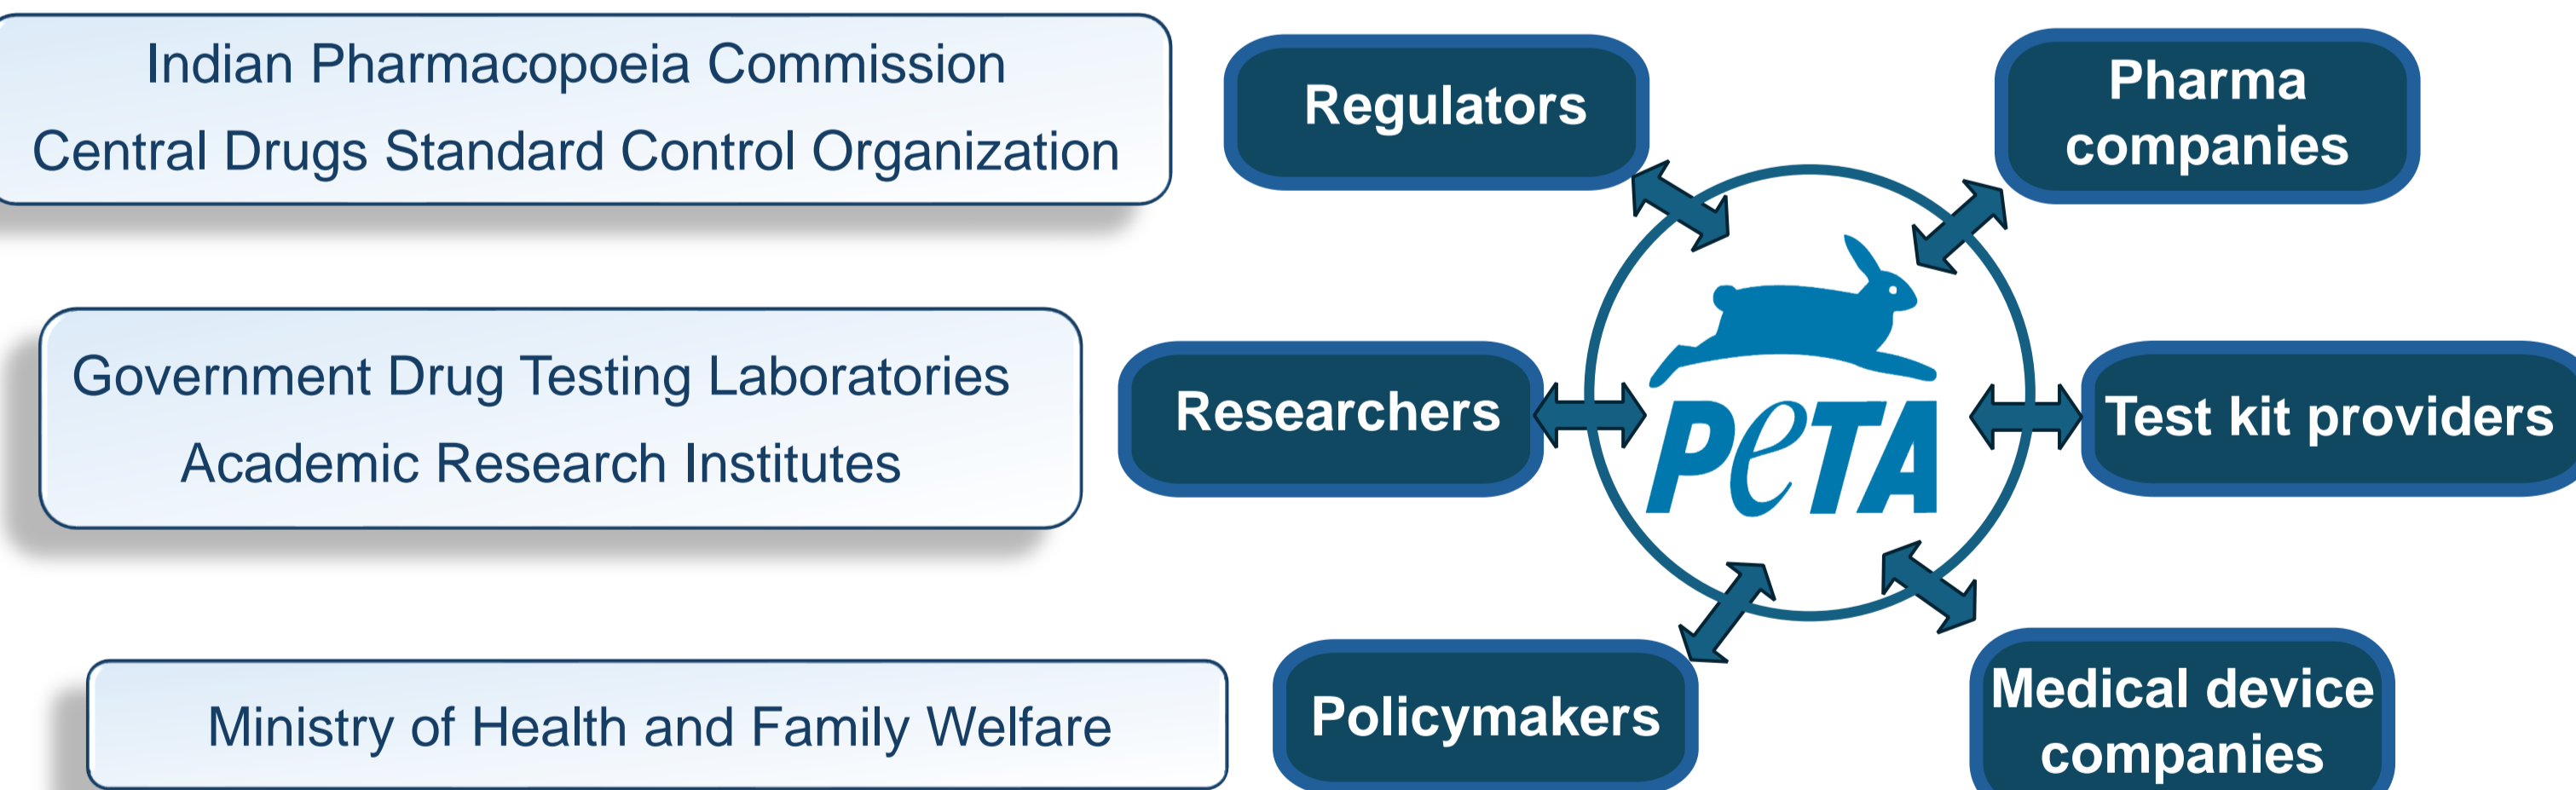 Indian Pharmacopoeia Commission
Central Drugs Standard Control Organization
Regulators
Pharma
companies
Government Drug Testing Laboratories
Academic Research Institutes
Researchers
PETA
Test kit providers
Ministry of Health and Family Welfare
Policymakers
Medical device
companies